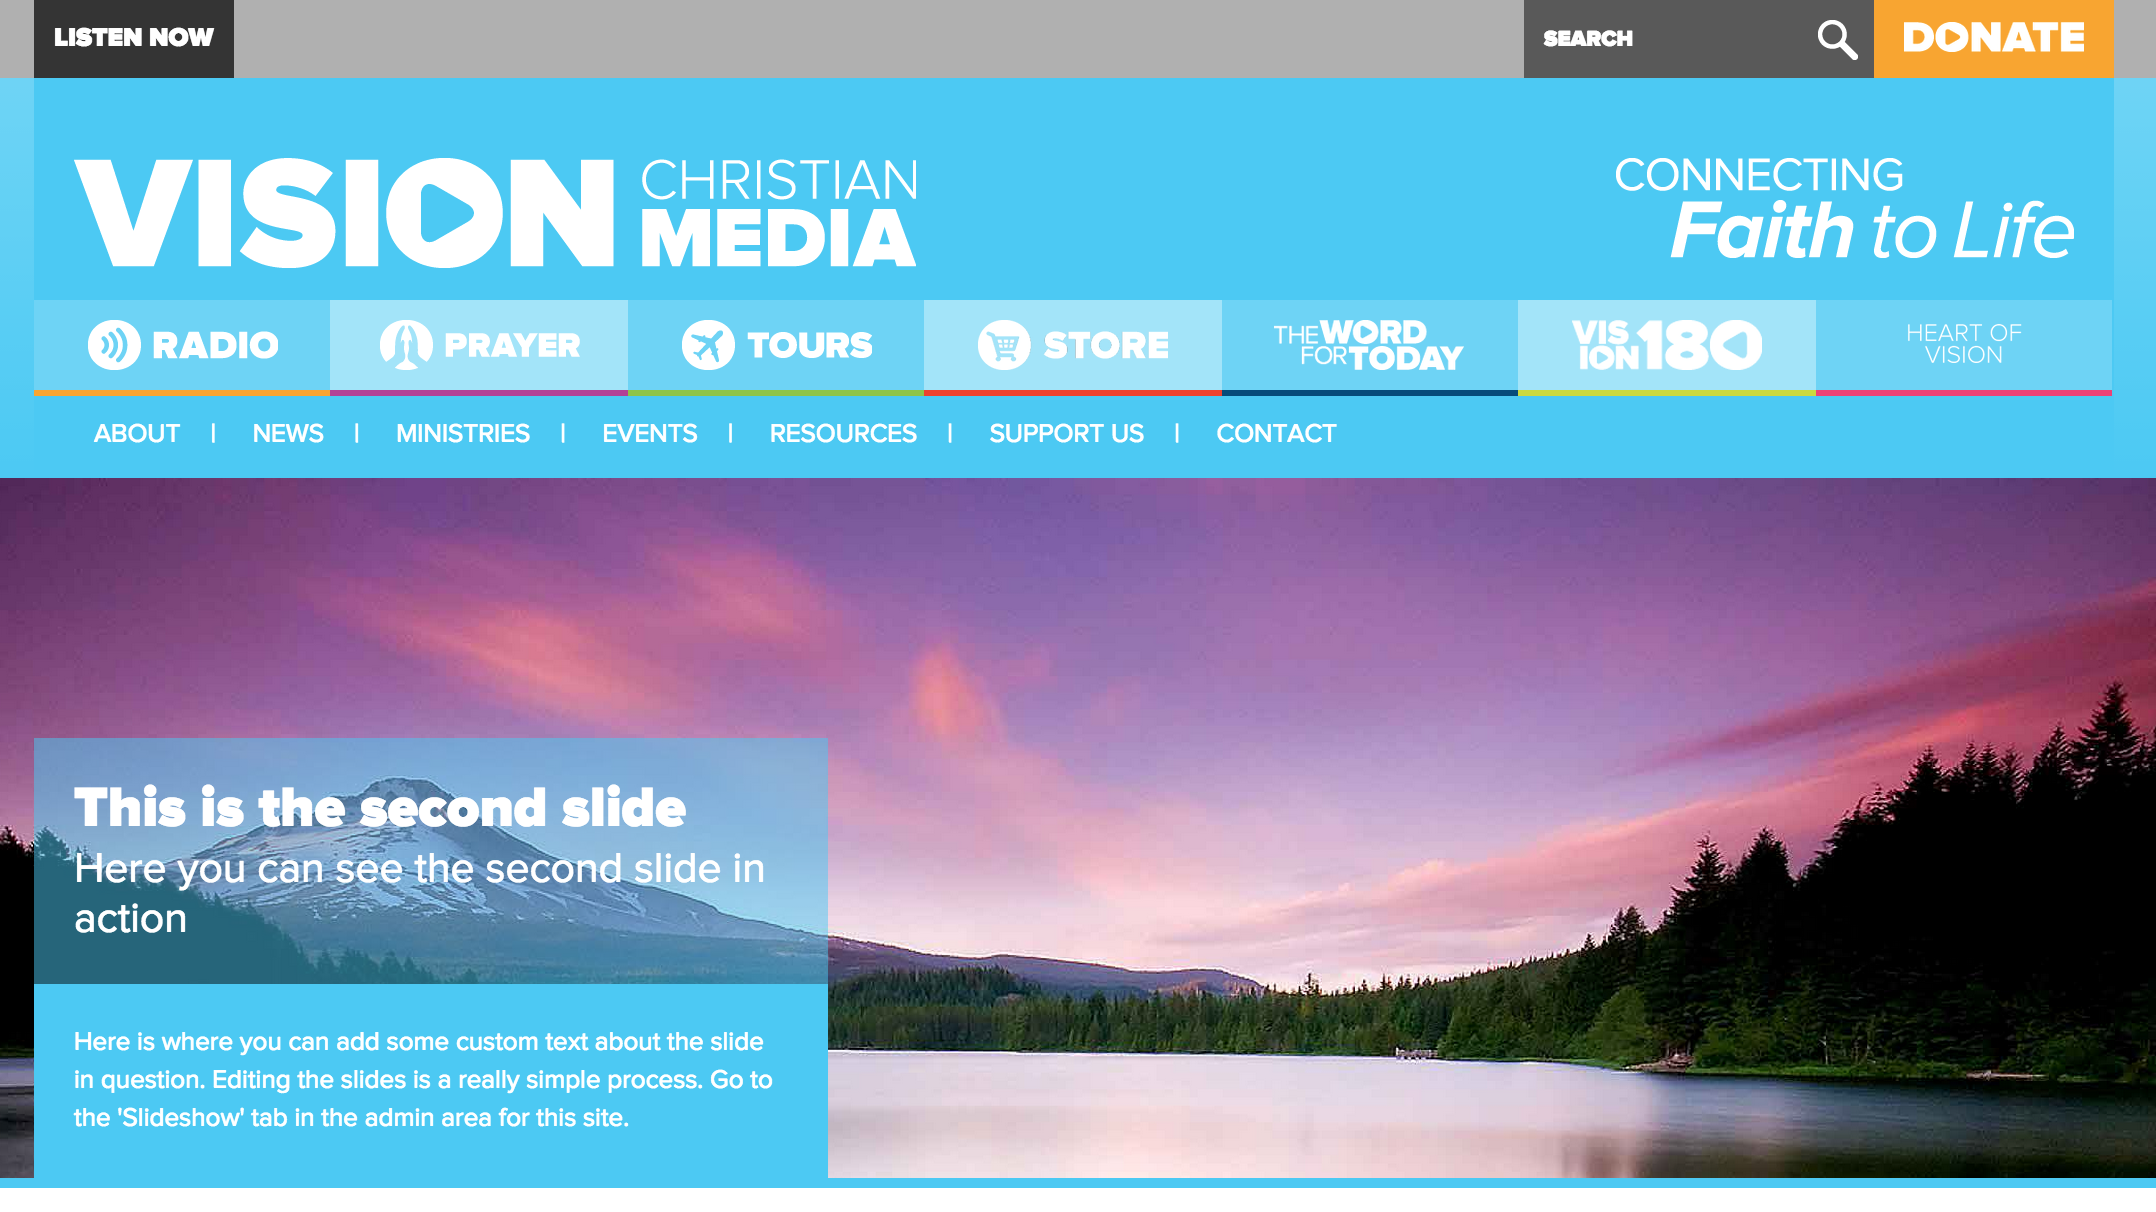 LISTEN NOW
SEARCH
DONATE
VISION CHRISTIAN MEDIA
CONNECTING
Faith to Life
RADIO
PRAYER
TOURS
STORE
THE WORD
FOR TODAY
VIS
ION 180
HEART OF
VISION
ABOUT | NEWS | MINISTRIES | EVENTS | RESOURCES | SUPPORT US | CONTACT
This is the second slide
Here you can see the second slide in
action
Here is where you can add some custom text about the slide
in question. Editing the slides is a really simple process. Go to
the 'Slideshow' tab in the admin area for this site.